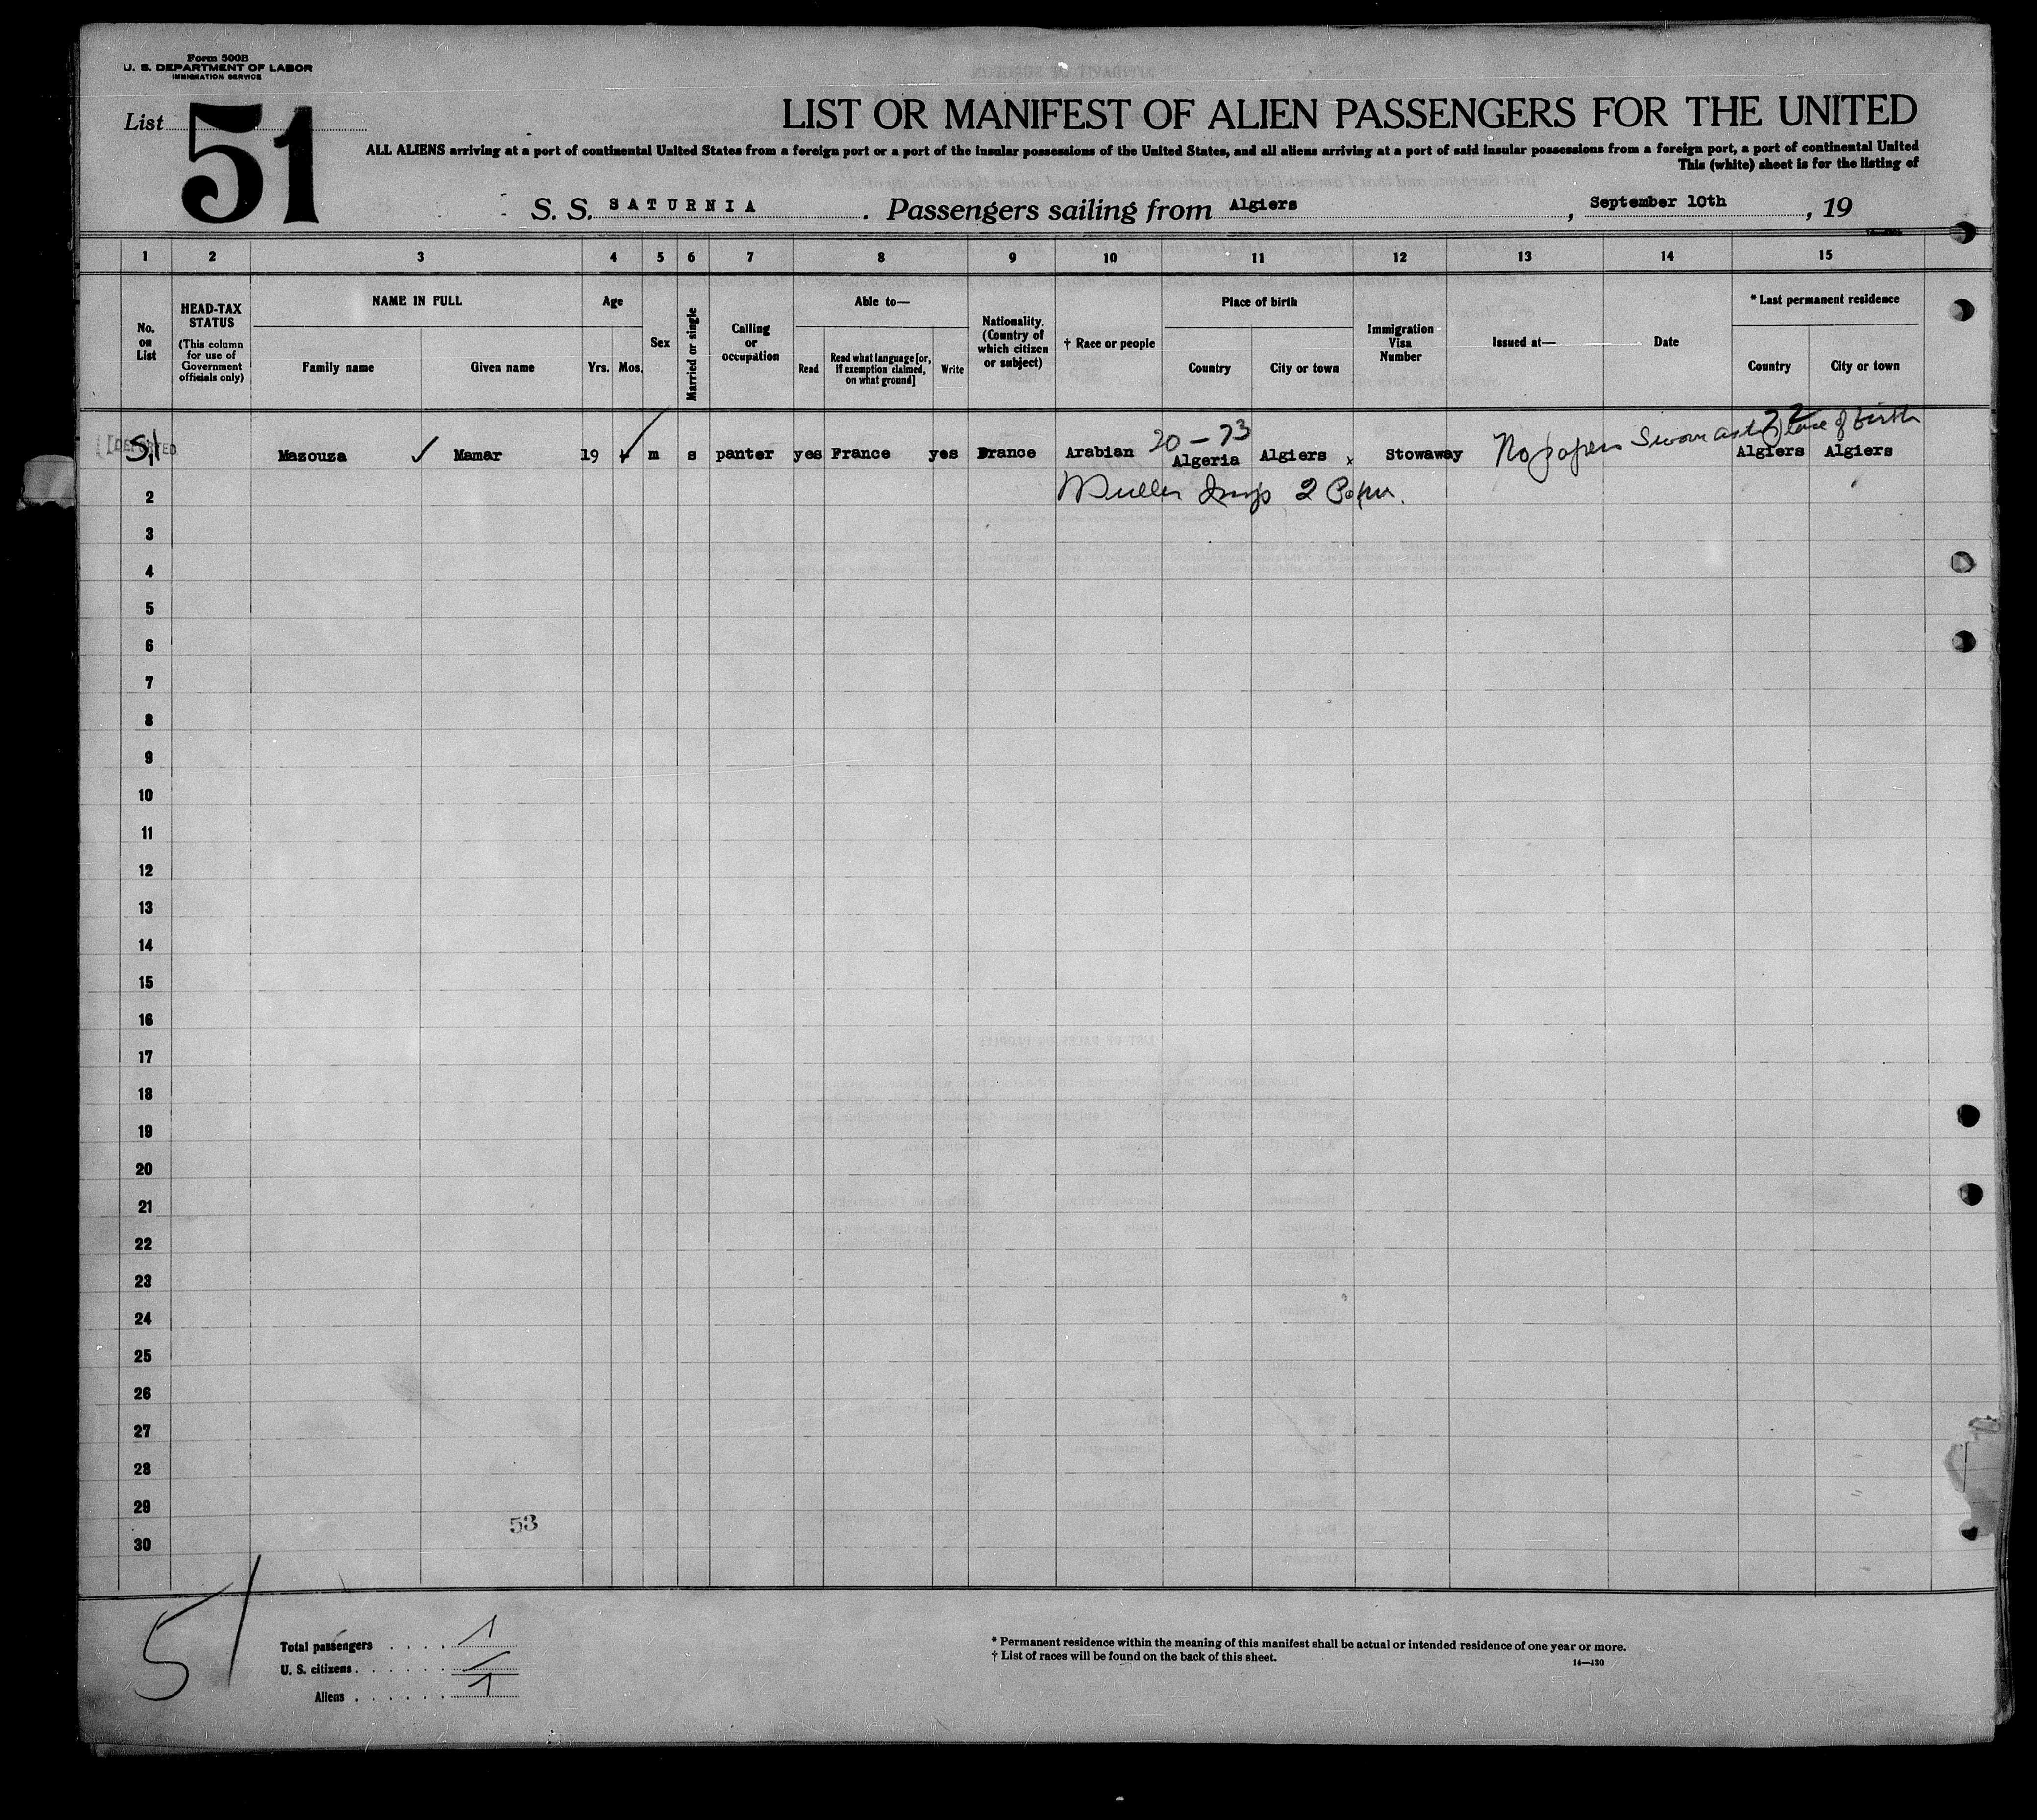 Form 500B
U. S. DEPARTMENT OF LABOR
IMMIGRATION SERVICE
List 51
LIST OR MANIFEST OF ALIEN PASSENGERS FOR THE UNITED
ALL ALIENS arriving at a port of continental United States from a foreign port or a port of the insular possessions of the United States, and all aliens arriving at a port of said insular possessions from a foreign port, a port of continental United
This (white) sheet is for the listing of
S. S. SATURNIA. Passengers sailing from Algiers, September 10th, 19
1 2 3 4 5 6 7 8 9 10 11 12 13 14 15
No. on List
HEAD-TAX STATUS (This column for use of Government officials only)
NAME IN FULL
Family name Given name
Age
Yrs. Mos.
Sex
Married or single
Calling or occupation
Able to—
Read Read what language [or, if exemption claimed, on what ground] Write
Nationality. (Country of which citizen or subject)
† Race or people
Place of birth
Country City or town
Immigration Visa Number
Issued at—
Date
* Last permanent residence
Country City or town
20-73 No papers Sworn as to Place of birth
1 Mazouza Mamar 19 m s panter yes France yes France Arabian Algeria Algiers x Stowaway Algiers Algiers
2 Muller Insp 2
3
4
5
6
7
8
9
10
11
12
13
14
15
16
17
18
19
20
21
22
23
24
25
26
27
28
29
53
30
51
Total passengers . . . . 1
U. S. citizens . . . . . . /
Aliens . . . . . . 1
* Permanent residence within the meaning of this manifest shall be actual or intended residence of one year or more.
† List of races will be found on the back of this sheet.
14—430